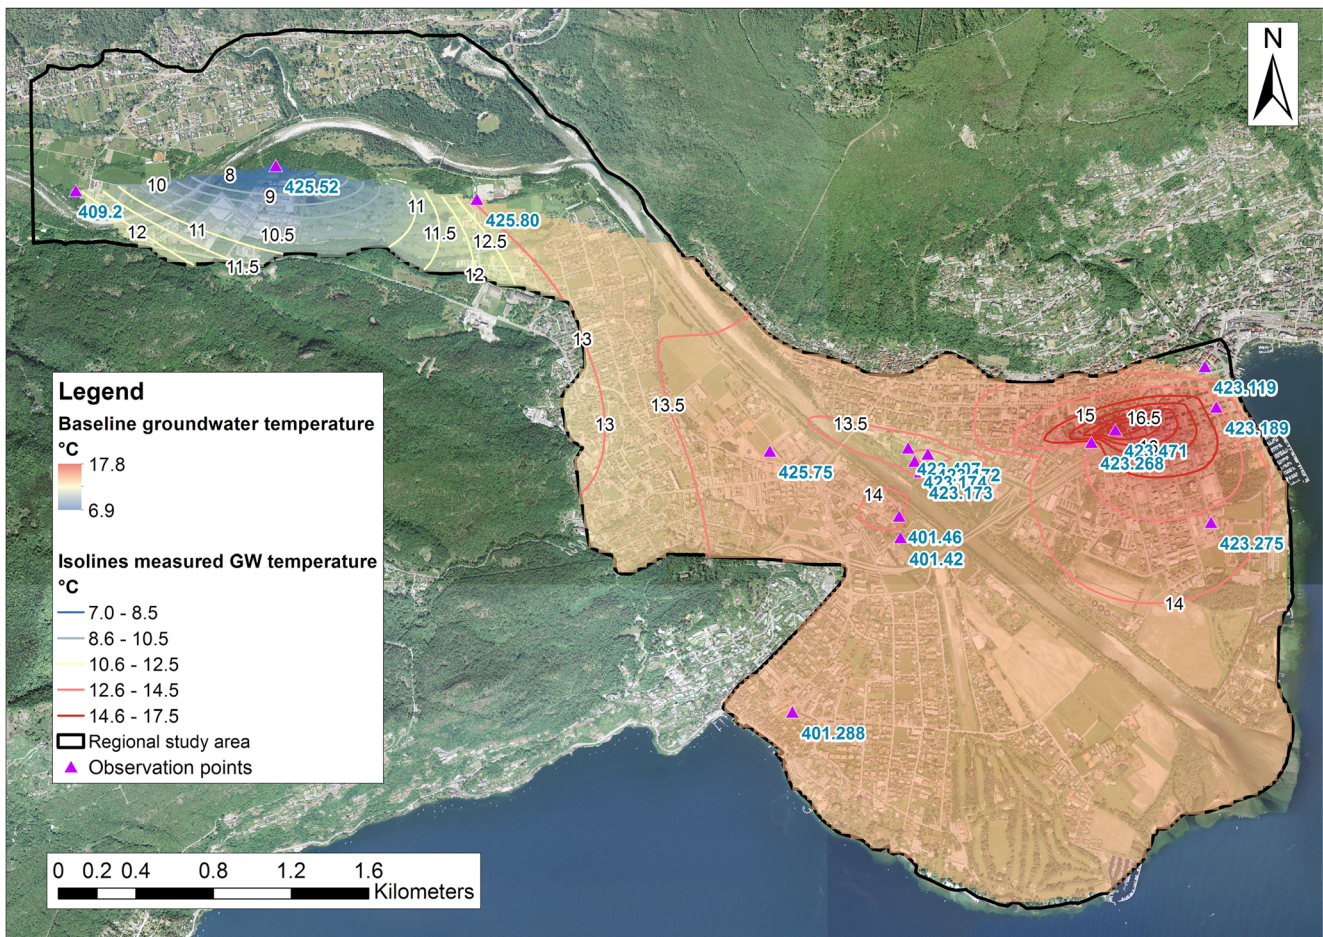 N
10
8
425.52
9
409.2
12
11
10.5
11.5
11
11.5
12.5
12
425.80
13
13.5
13
13.5
14
15
16.5
423.119
423.189
423.471
423.268
425.75
423.174
423.173
401.46
401.42
423.275
14
401.288
Legend
Baseline groundwater temperature
°C
17.8
6.9
Isolines measured GW temperature
°C
7.0 - 8.5
8.6 - 10.5
10.6 - 12.5
12.6 - 14.5
14.6 - 17.5
Regional study area
Observation points
0 0.2 0.4 0.8 1.2 1.6
Kilometers